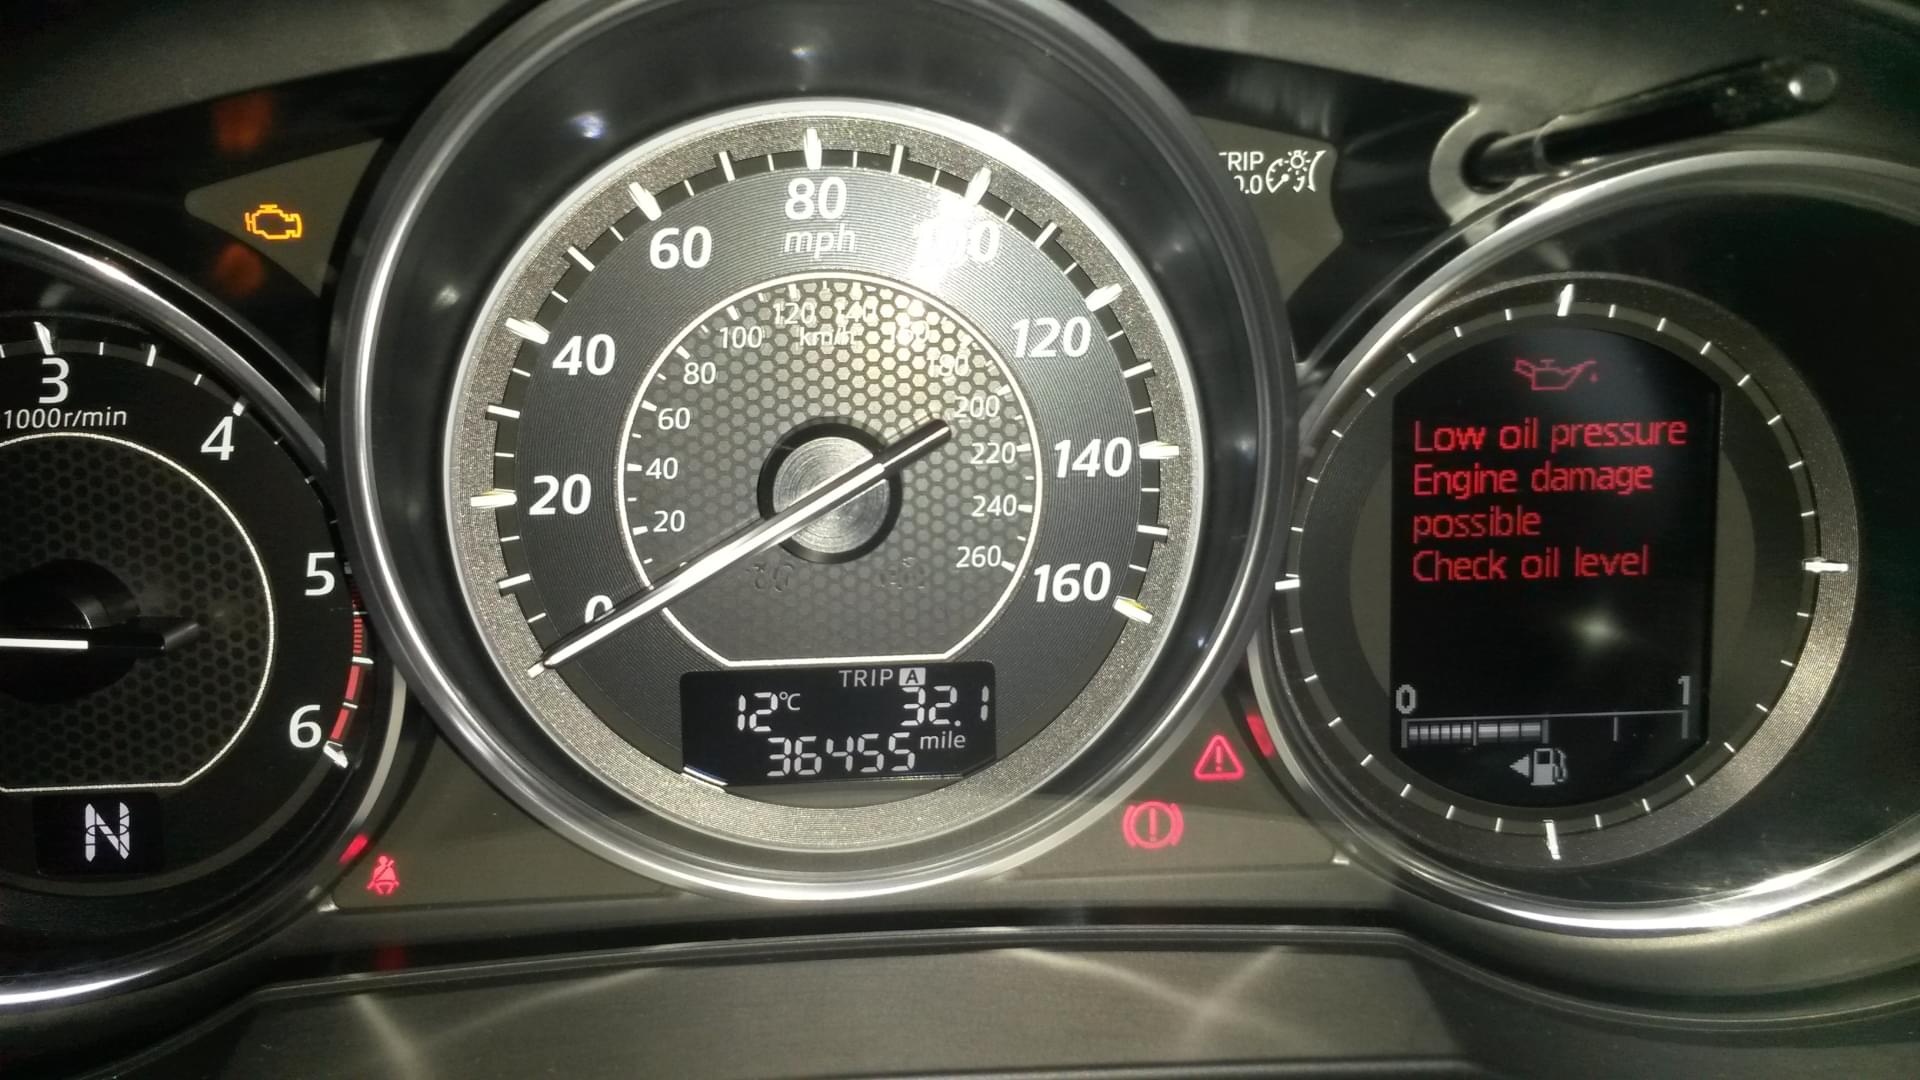 80
mph
60
100
40
120
20
140
0
160
120 140
km/h
100
160
80
180
60
200
40
220
20
240
260
TRIP A
12°C 32.1
36455 mile
3
1000r/min
4
5
6
N
TRIP
0.0
Low oil pressure
Engine damage
possible
Check oil level
0 1